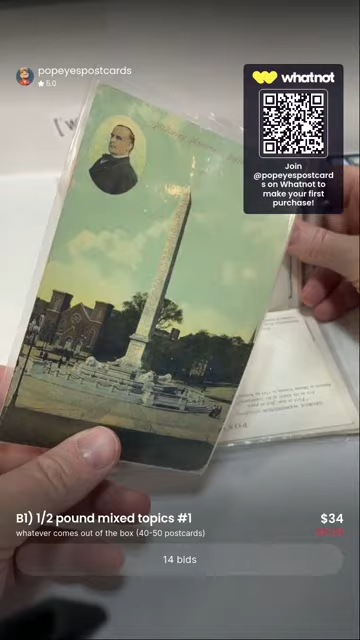 popeyespostcards
5.0
whatnot
Join
@popeyespostcard
s on Whatnot to
make your first
purchase!
B1) 1/2 pound mixed topics #1
$34
whatever comes out of the box (40-50 postcards)
14 bids